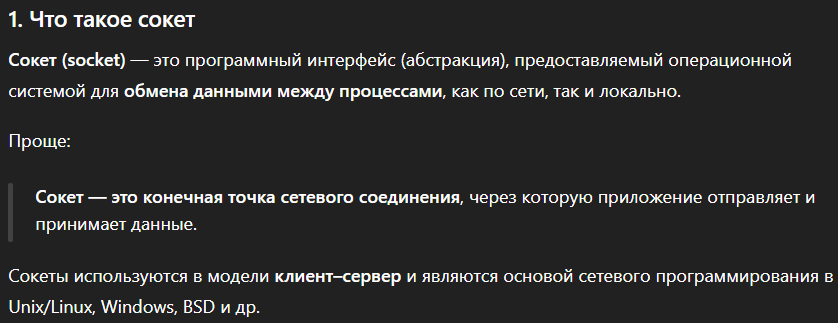 1. Что такое сокет
Сокет (socket) — это программный интерфейс (абстракция), предоставляемый операционной
системой для обмена данными между процессами, как по сети, так и локально.
Проще:
Сокет — это конечная точка сетевого соединения, через которую приложение отправляет и
принимает данные.
Сокеты используются в модели клиент–сервер и являются основой сетевого программирования в
Unix/Linux, Windows, BSD и др.